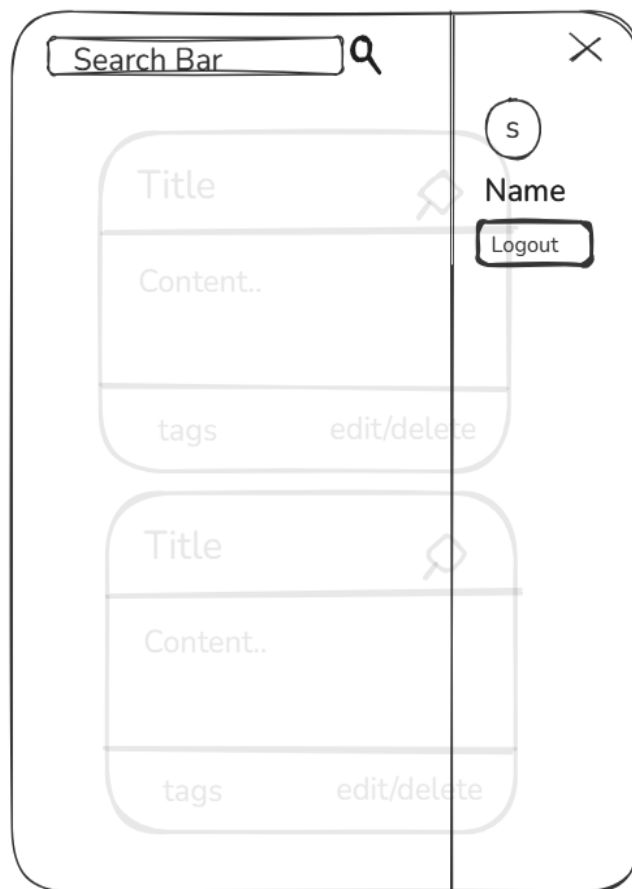 Search Bar
S
Name
Logout
Title
Content..
tags edit/delete
Title
Content..
tags edit/delete